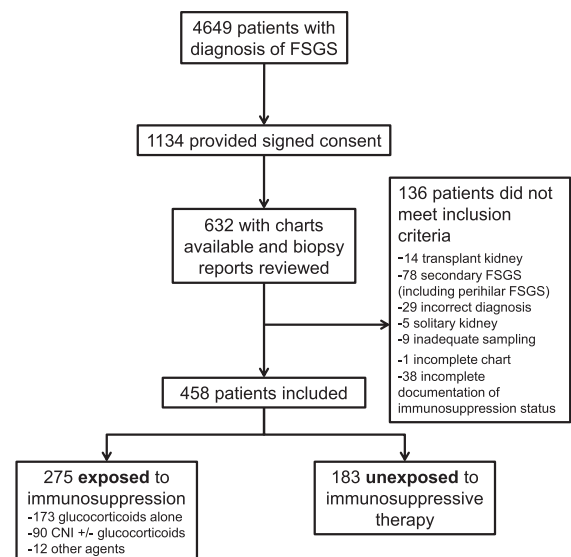 4649 patients with
diagnosis of FSGS
1134 provided signed consent
632 with charts
available and biopsy
reports reviewed
136 patients did not
meet inclusion
criteria
-14 transplant kidney
-78 secondary FSGS
(including perihilar FSGS)
-29 incorrect diagnosis
-5 solitary kidney
-9 inadequate sampling
-1 incomplete chart
-38 incomplete
documentation of
immunosuppression status
458 patients included
275 exposed to
immunosuppression
-173 glucocorticoids alone
-90 CNI +/- glucocorticoids
-12 other agents
183 unexposed to
immunosuppressive
therapy